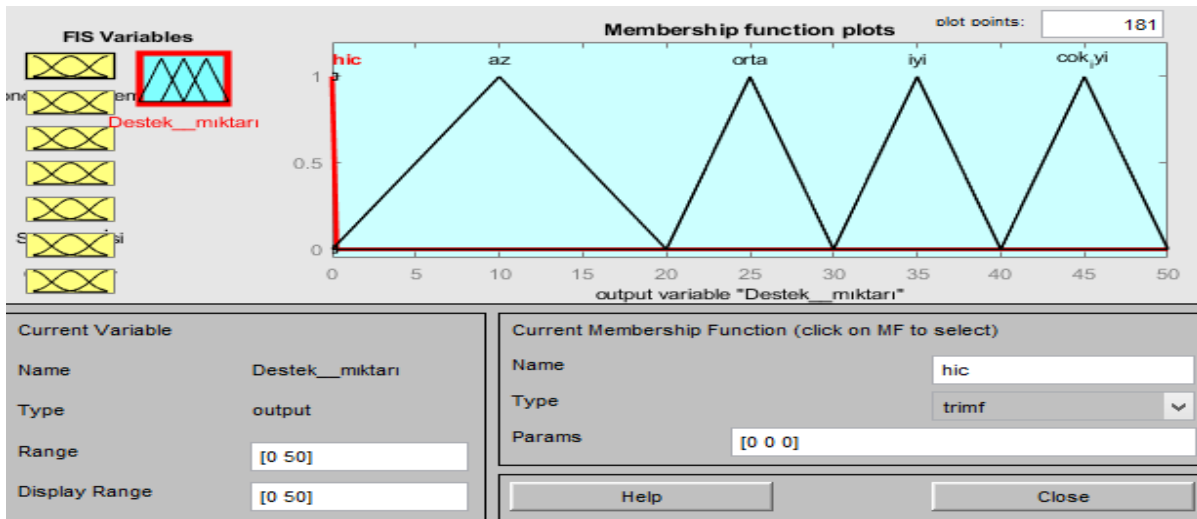 FIS Variables
Destek__mıktarı
Membership function plots
plot points: 181
hic az orta iyi cok_iyi
1
0.5
0
0 5 10 15 20 25 30 35 40 45 50
output variable "Destek__mıktarı"
Current Variable
Name Destek__mıktarı
Type output
Range [0 50]
Display Range [0 50]
Current Membership Function (click on MF to select)
Name hic
Type trimf
Params [0 0 0]
Help Close